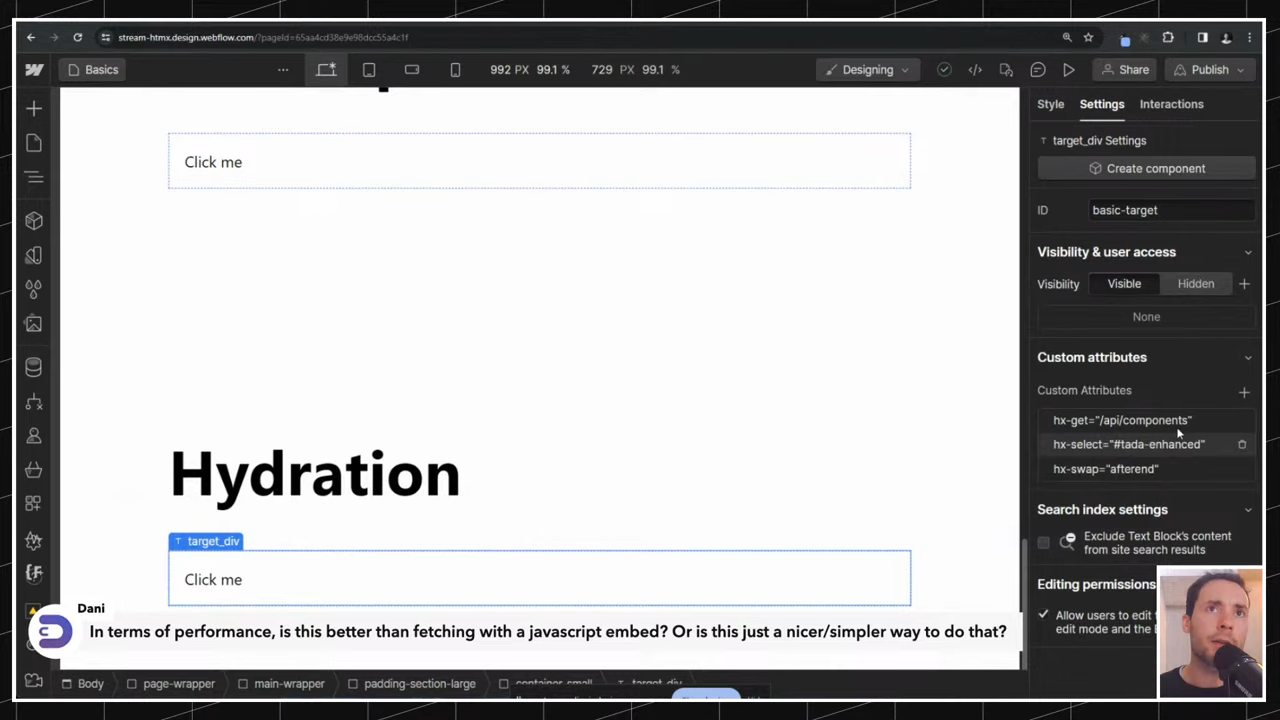 stream-htmx.design.webflow.com/?pageId=65aa4cd38e9e98dcc55a4c1f
Basics
992 PX 99.1 %
729 PX 99.1 %
Designing
Share
Publish
Style
Settings
Interactions
target_div Settings
Create component
ID
basic-target
Visibility & user access
Visibility
Visible
Hidden
None
Custom attributes
Custom Attributes
hx-get="/api/components"
hx-select="#tada-enhanced"
hx-swap="afterend"
Search index settings
Exclude Text Block's content
from site search results
Editing permissions
Allow users to edit
edit mode and the
Click me
Hydration
target_div
Click me
Dani
In terms of performance, is this better than fetching with a javascript embed? Or is this just a nicer/simpler way to do that?
Body
page-wrapper
main-wrapper
padding-section-large
container_small
target_div